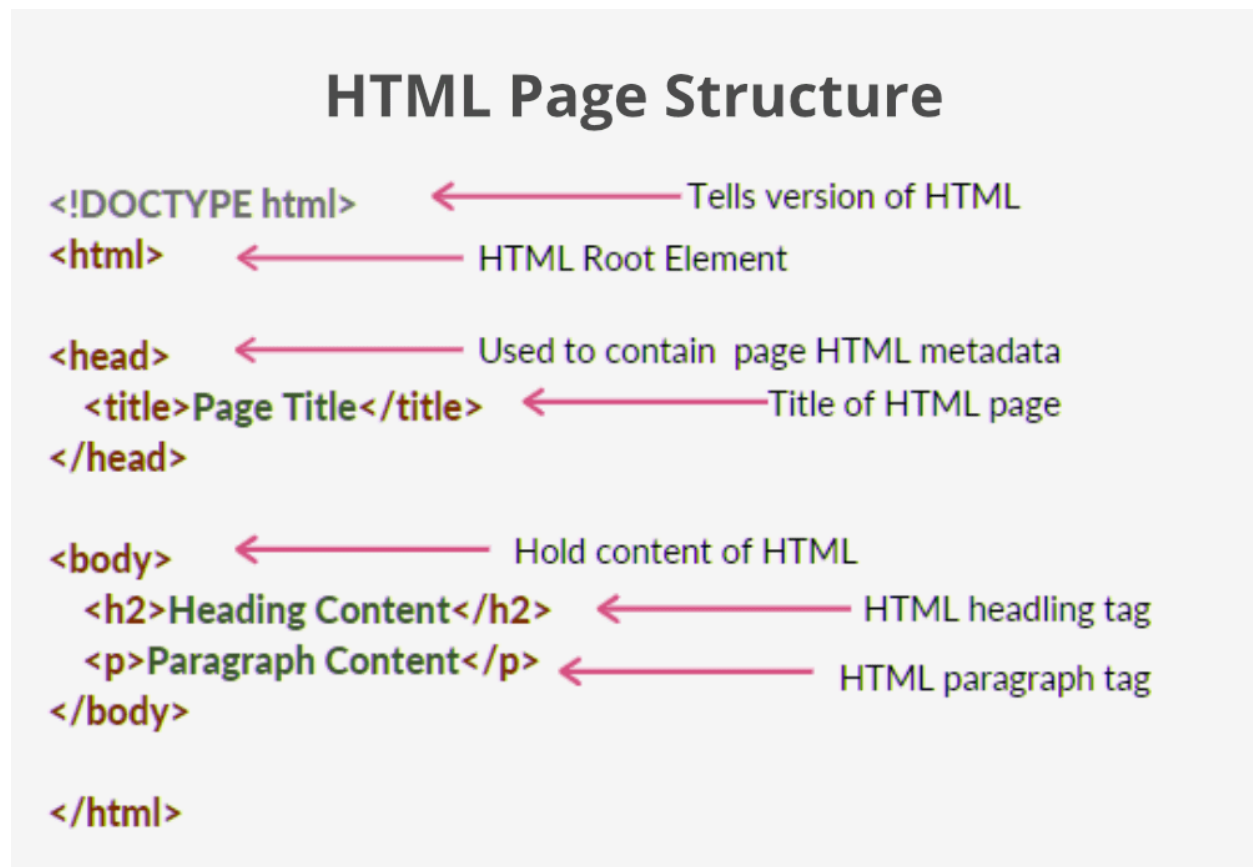 HTML Page Structure
<!DOCTYPE html> Tells version of HTML
<html> HTML Root Element
<head> Used to contain page HTML metadata
<title>Page Title</title> Title of HTML page
</head>
<body> Hold content of HTML
<h2>Heading Content</h2> HTML headling tag
<p>Paragraph Content</p> HTML paragraph tag
</body>
</html>